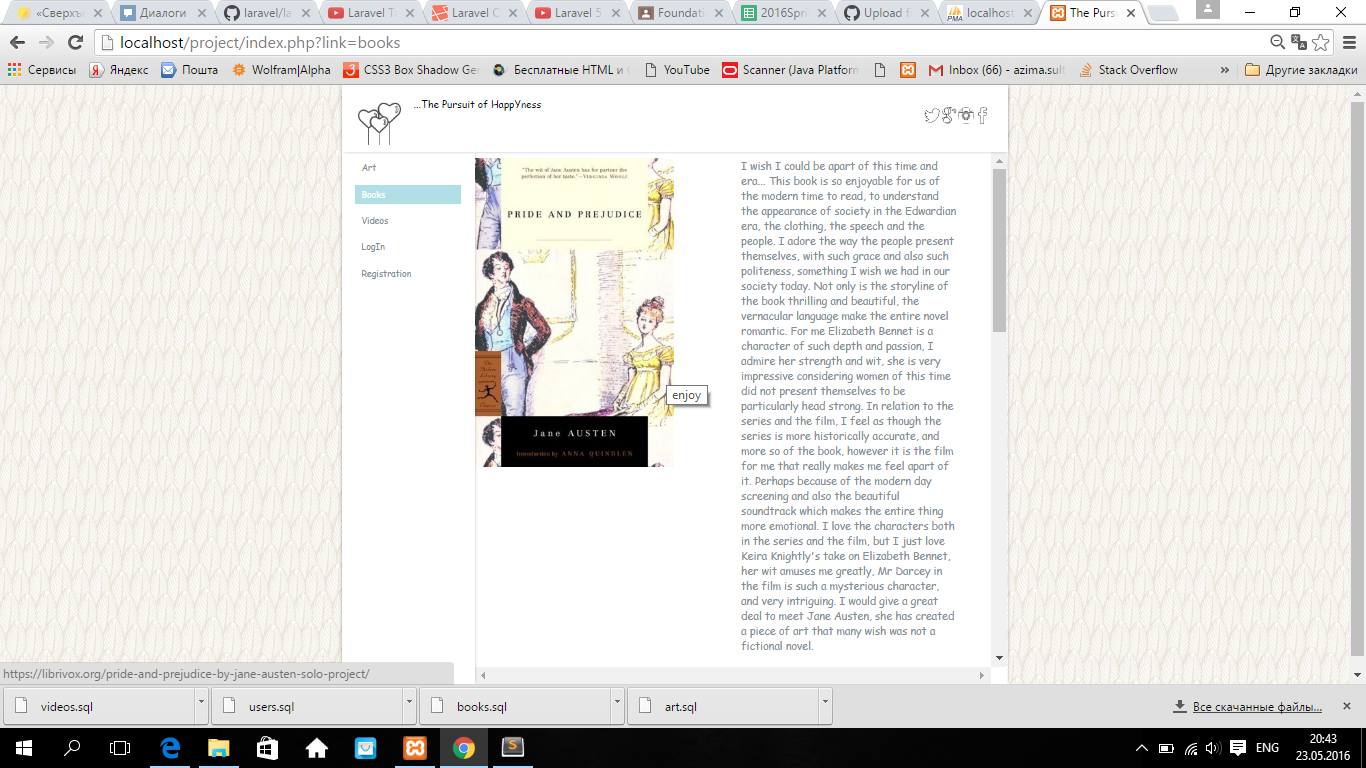 «Сверхъе
Диалоги
laravel/la
Laravel T
Laravel C
Laravel 5
Foundati
2016Spri
Upload fi
localhost
The Purs
localhost/project/index.php?link=books
Сервисы
Яндекс
Почта
Wolfram|Alpha
CSS3 Box Shadow Ge
Бесплатные HTML и
YouTube
Scanner (Java Platform
Inbox (66) - azima.sult
Stack Overflow
»
Другие закладки
...The Pursuit of HappYness
Art
Books
Videos
LogIn
Registration
"The wit of Jane Austen has for partner the
perfection of her taste."—VIRGINIA WOOLF
PRIDE AND PREJUDICE
The
Modern
Library
Classics
Jane AUSTEN
introduction by ANNA QUINDLEN
enjoy
I wish I could be apart of this time and
era... This book is so enjoyable for us of
the modern time to read, to understand
the appearance of society in the Edwardian
era, the clothing, the speech and the
people. I adore the way the people present
themselves, with such grace and also such
politeness, something I wish we had in our
society today. Not only is the storyline of
the book thrilling and beautiful, the
vernacular language make the entire novel
romantic. For me Elizabeth Bennet is a
character of such depth and passion, I
admire her strength and wit, she is very
impressive considering women of this time
did not present themselves to be
particularly head strong. In relation to the
series and the film, I feel as though the
series is more historically accurate, and
more so of the book, however it is the film
for me that really makes me feel apart of
it. Perhaps because of the modern day
screening and also the beautiful
soundtrack which makes the entire thing
more emotional. I love the characters both
in the series and the film, but I just love
Keira Knightly's take on Elizabeth Bennet,
her wit amuses me greatly, Mr Darcey in
the film is such a mysterious character,
and very intriguing. I would give a great
deal to meet Jane Austen, she has created
a piece of art that many wish was not a
fictional novel.
https://librivox.org/pride-and-prejudice-by-jane-austen-solo-project/
videos.sql
users.sql
books.sql
art.sql
Все скачанные файлы...
ENG
20:43
23.05.2016